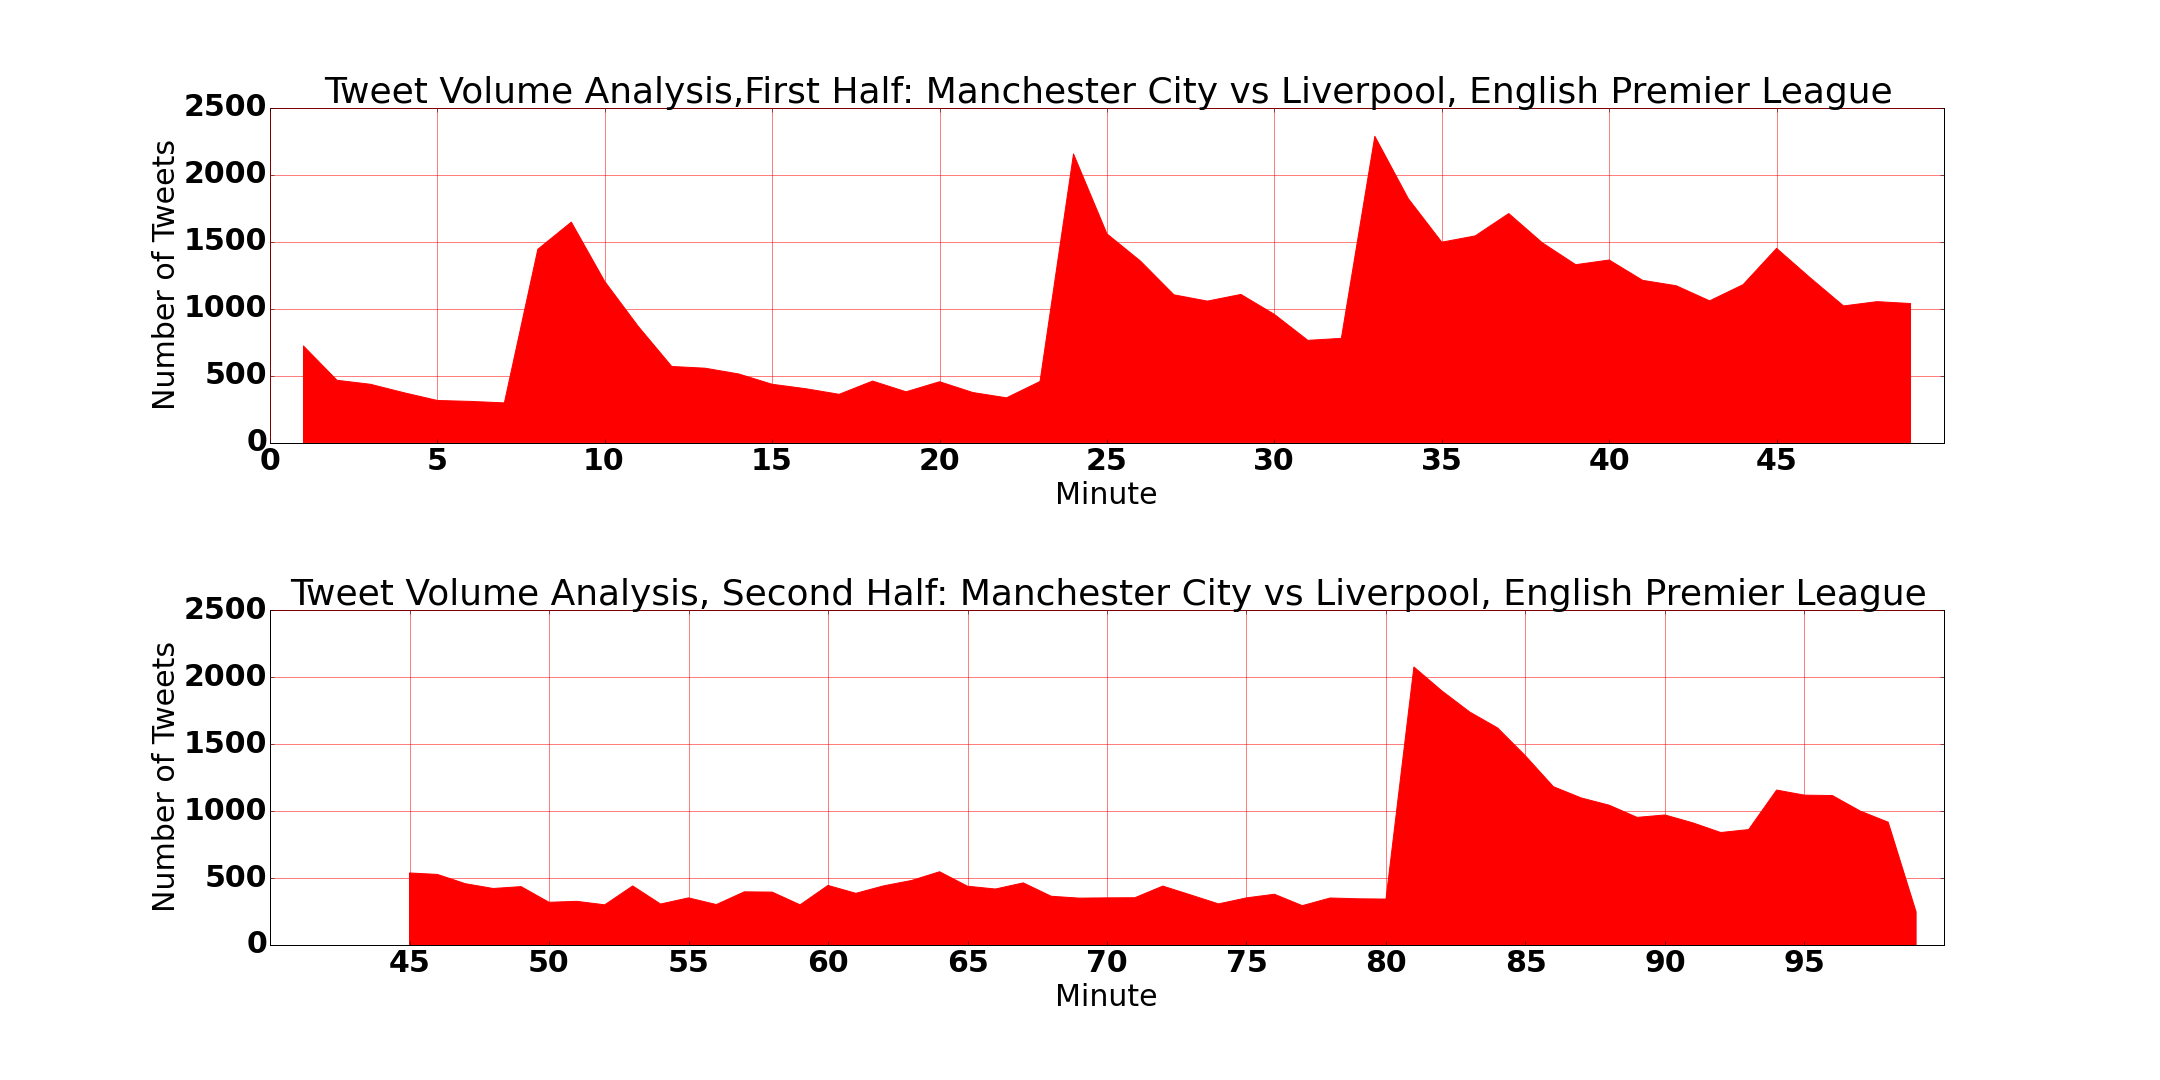 Tweet Volume Analysis,First Half: Manchester City vs Liverpool, English Premier League
2500
2000
1500
1000
500
0
Number of Tweets
0 5 10 15 20 25 30 35 40 45
Minute
Tweet Volume Analysis, Second Half: Manchester City vs Liverpool, English Premier League
2500
2000
1500
1000
500
0
Number of Tweets
45 50 55 60 65 70 75 80 85 90 95
Minute